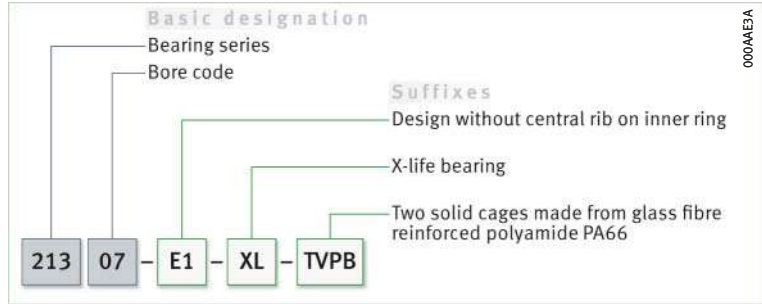 Basic designation
Bearing series
Bore code
Suffixes
Design without central rib on inner ring
X-life bearing
Two solid cages made from glass fibre
reinforced polyamide PA66
213 07 – E1 – XL – TVPB
000AAE3A